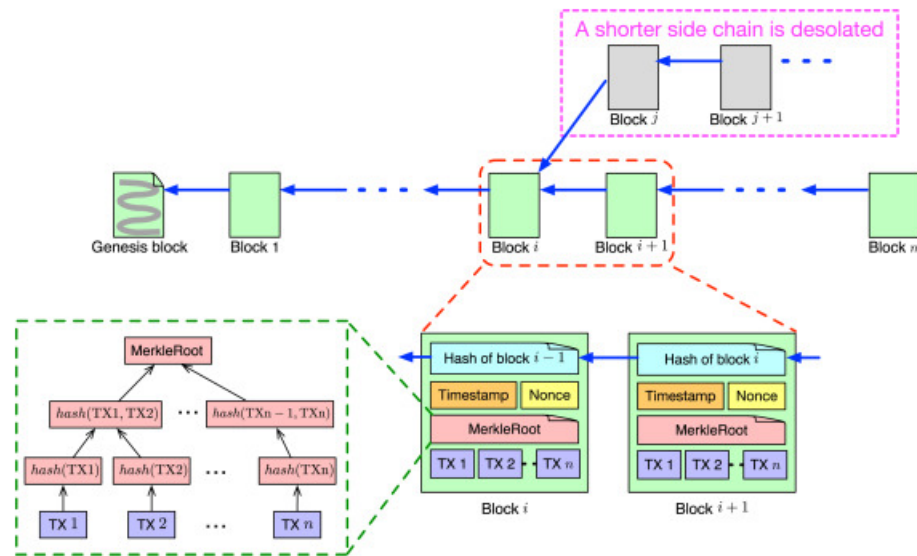 A shorter side chain is desolated
Block j
Block j + 1
Genesis block
Block 1
Block i
Block i + 1
Block n
MerkleRoot
hash(TX1, TX2)
...
hash(TXn − 1, TXn)
hash(TX1)
hash(TX2)
...
hash(TXn)
TX 1
TX 2
...
TX n
Hash of block i − 1
Timestamp
Nonce
MerkleRoot
TX 1
TX 2
TX n
Block i
Hash of block i
Timestamp
Nonce
MerkleRoot
TX 1
TX 2
TX n
Block i + 1